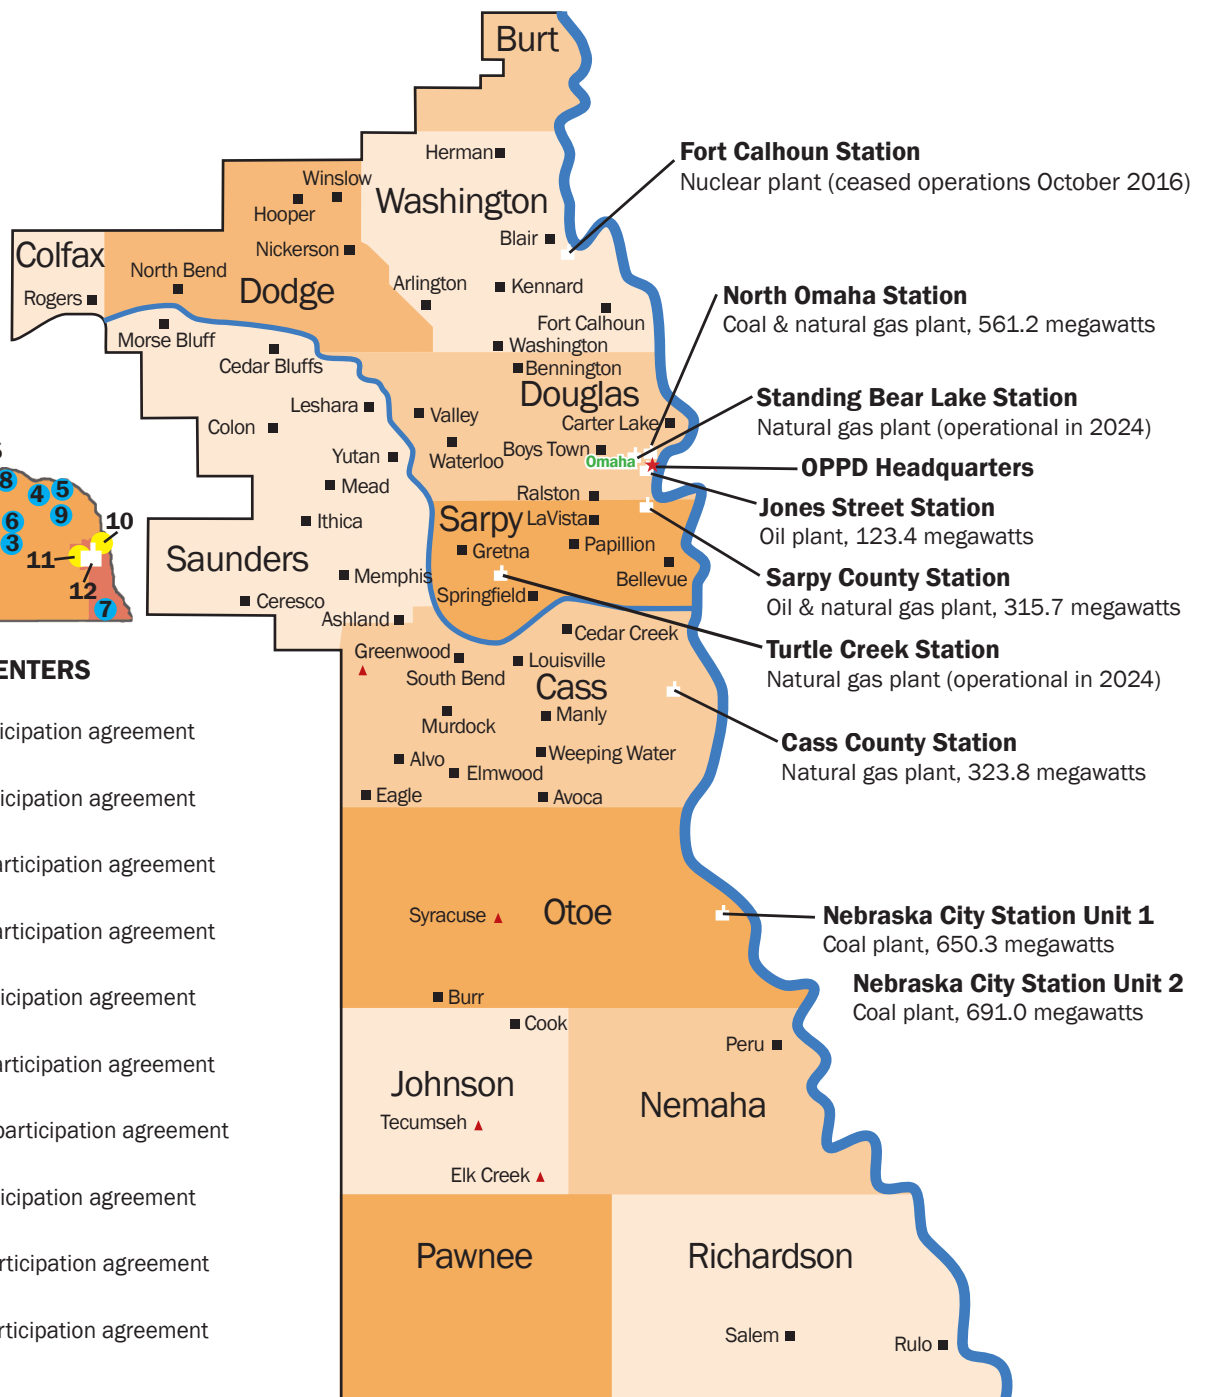 Burt
Herman
Washington
Winslow
Hooper
Nickerson
Blair
Colfax
Rogers
North Bend
Dodge
Arlington
Kennard
Fort Calhoun
Washington
Morse Bluff
Cedar Bluffs
Bennington
Douglas
Leshara
Valley
Carter Lake
Colon
Waterloo
Boys Town
Omaha
Yutan
Mead
Ralston
Ithica
Sarpy
LaVista
Gretna
Papillion
Saunders
Memphis
Bellevue
Springfield
Ceresco
Ashland
Cedar Creek
Greenwood
Louisville
South Bend
Cass
Manly
Murdock
Weeping Water
Alvo
Elmwood
Eagle
Avoca
Syracuse
Otoe
Burr
Cook
Peru
Johnson
Nemaha
Tecumseh
Elk Creek
Pawnee
Richardson
Salem
Rulo
Fort Calhoun Station
Nuclear plant (ceased operations October 2016)
North Omaha Station
Coal & natural gas plant, 561.2 megawatts
Standing Bear Lake Station
Natural gas plant (operational in 2024)
OPPD Headquarters
Jones Street Station
Oil plant, 123.4 megawatts
Sarpy County Station
Oil & natural gas plant, 315.7 megawatts
Turtle Creek Station
Natural gas plant (operational in 2024)
Cass County Station
Natural gas plant, 323.8 megawatts
Nebraska City Station Unit 1
Coal plant, 650.3 megawatts
Nebraska City Station Unit 2
Coal plant, 691.0 megawatts
8
4
5
9
6
3
10
11
12
7
ENTERS
icipation agreement
icipation agreement
articipation agreement
articipation agreement
icipation agreement
articipation agreement
participation agreement
icipation agreement
rticipation agreement
rticipation agreement